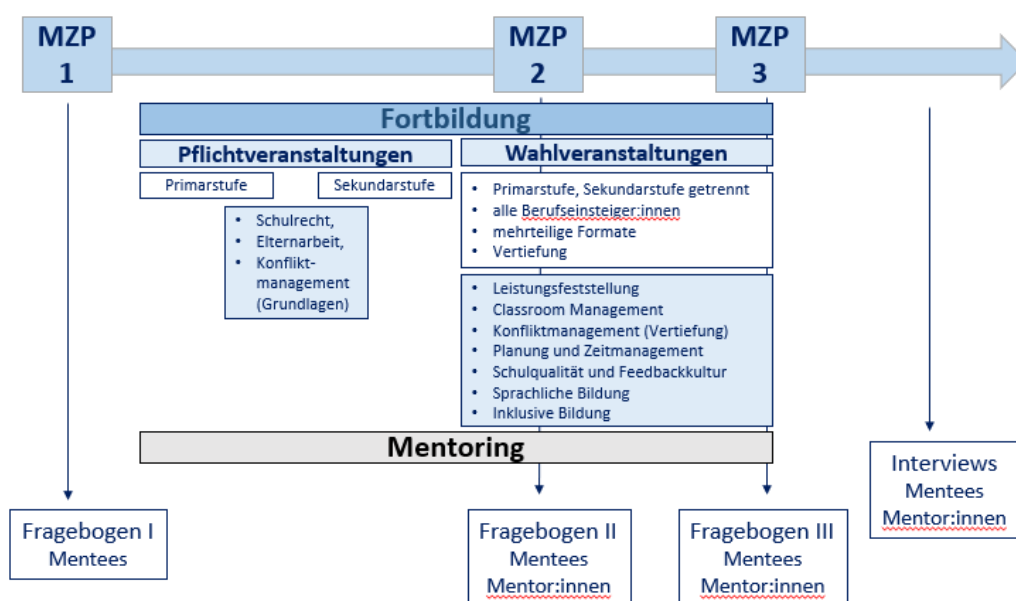 MZP
1
MZP
2
MZP
3
Fortbildung
Pflichtveranstaltungen
Primarstufe
Sekundarstufe
• Schulrecht,
• Elternarbeit,
• Konflikt-
management
(Grundlagen)
Wahlveranstaltungen
• Primarstufe, Sekundarstufe getrennt
• alle Berufseinsteiger:innen
• mehrteilige Formate
• Vertiefung
• Leistungsfeststellung
• Classroom Management
• Konfliktmanagement (Vertiefung)
• Planung und Zeitmanagement
• Schulqualität und Feedbackkultur
• Sprachliche Bildung
• Inklusive Bildung
Mentoring
Fragebogen I
Mentees
Fragebogen II
Mentees
Mentor:innen
Fragebogen III
Mentees
Mentor:innen
Interviews
Mentees
Mentor:innen